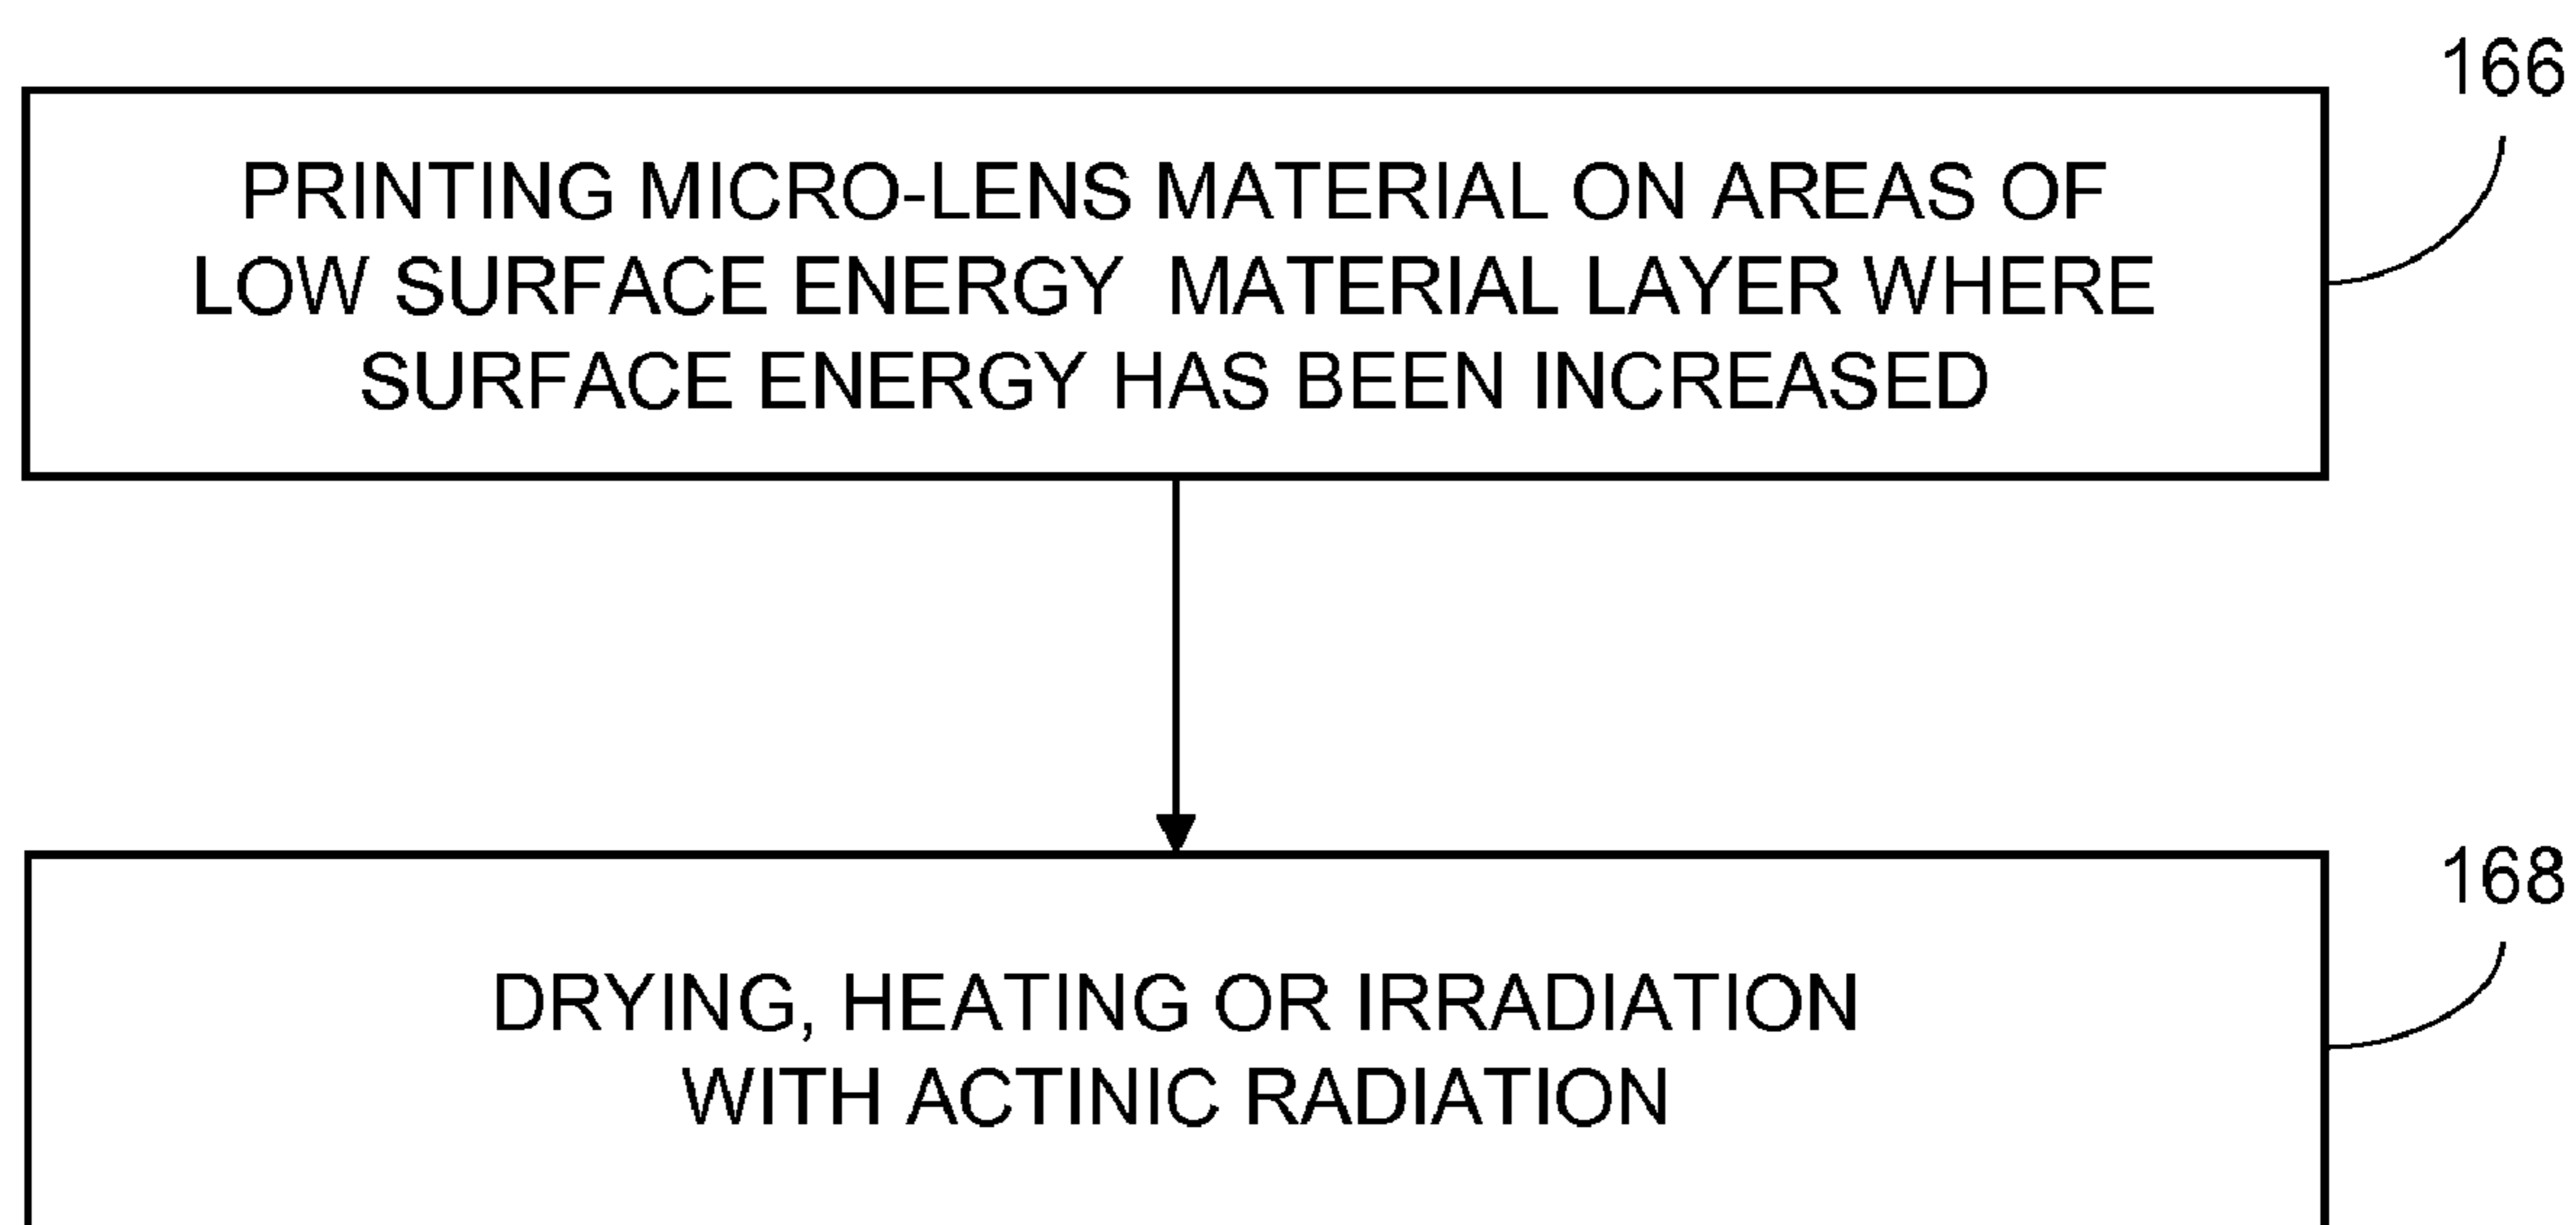 166
PRINTING MICRO-LENS MATERIAL ON AREAS OF
LOW SURFACE ENERGY MATERIAL LAYER WHERE
SURFACE ENERGY HAS BEEN INCREASED
168
DRYING, HEATING OR IRRADIATION
WITH ACTINIC RADIATION